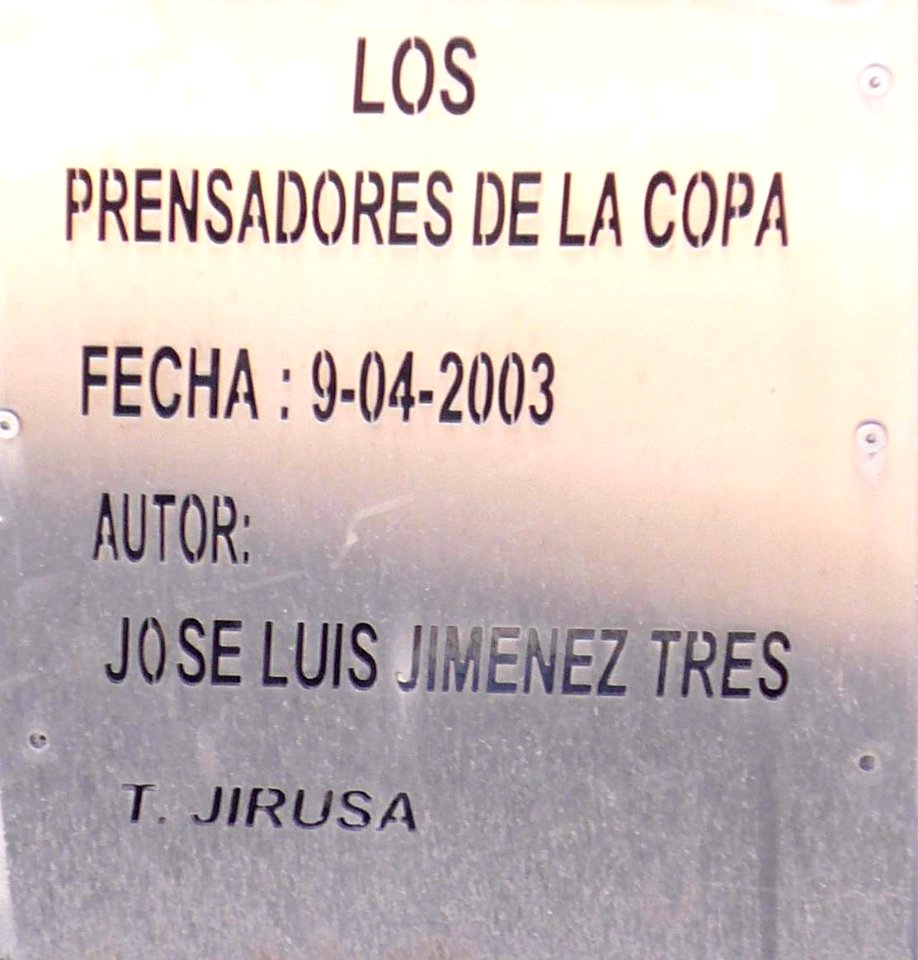 LOS
PRENSADORES DE LA COPA
FECHA : 9-04-2003
AUTOR:
JOSE LUIS JIMENEZ TRES
T. JIRUSA